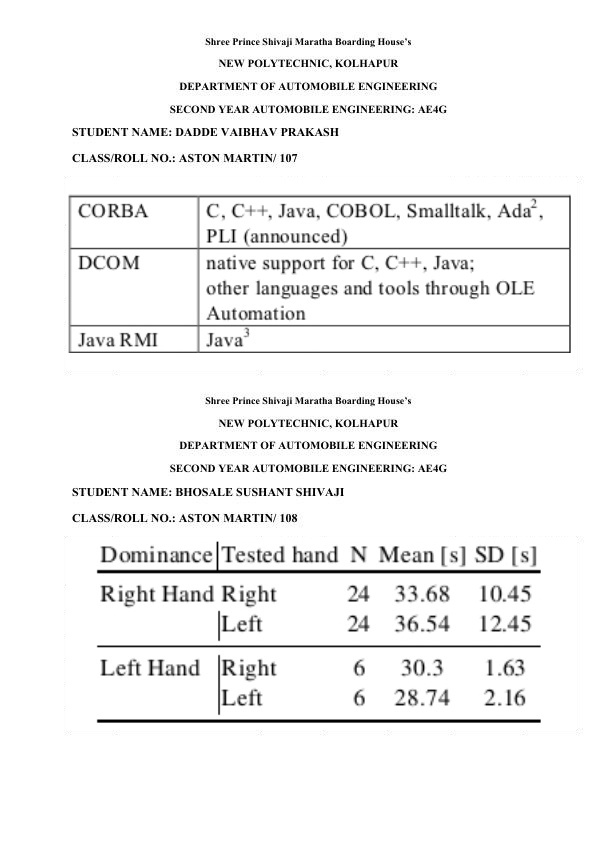 Shree Prince Shivaji Maratha Boarding House's
NEW POLYTECHNIC, KOLHAPUR
DEPARTMENT OF AUTOMOBILE ENGINEERING
SECOND YEAR AUTOMOBILE ENGINEERING: AE4G
STUDENT NAME: DADDE VAIBHAV PRAKASH
CLASS/ROLL NO.: ASTON MARTIN/ 107
CORBA C, C++, Java, COBOL, Smalltalk, Ada²,
PLI (announced)
DCOM native support for C, C++, Java;
other languages and tools through OLE
Automation
Java RMI Java³
Shree Prince Shivaji Maratha Boarding House's
NEW POLYTECHNIC, KOLHAPUR
DEPARTMENT OF AUTOMOBILE ENGINEERING
SECOND YEAR AUTOMOBILE ENGINEERING: AE4G
STUDENT NAME: BHOSALE SUSHANT SHIVAJI
CLASS/ROLL NO.: ASTON MARTIN/ 108
Dominance Tested hand N Mean [s] SD [s]
Right Hand Right 24 33.68 10.45
Left 24 36.54 12.45
Left Hand Right 6 30.3 1.63
Left 6 28.74 2.16